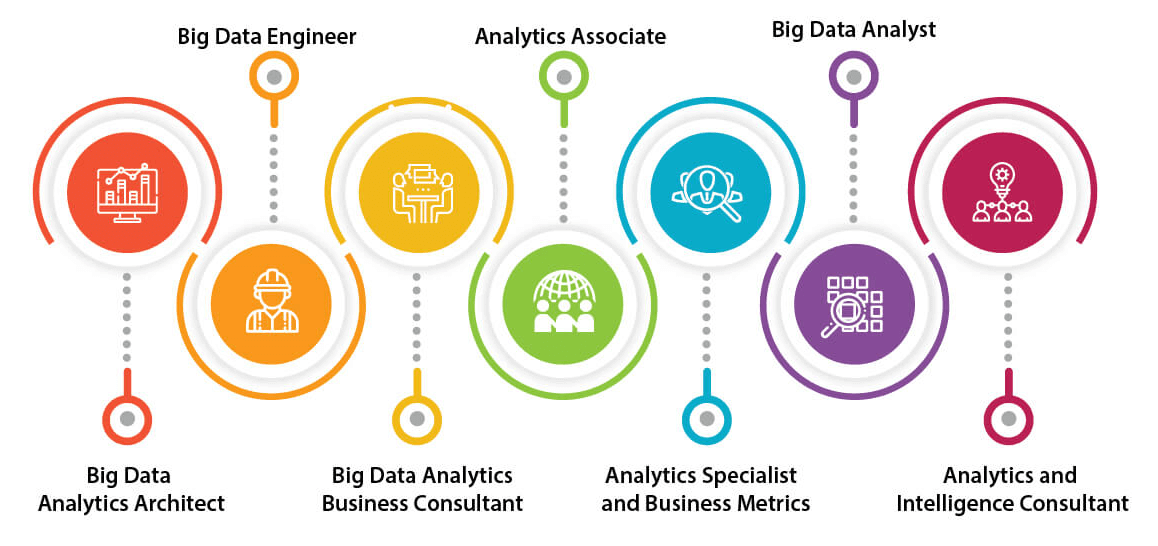 Big Data Engineer
Analytics Associate
Big Data Analyst
Big Data
Analytics Architect
Big Data Analytics
Business Consultant
Analytics Specialist
and Business Metrics
Analytics and
Intelligence Consultant